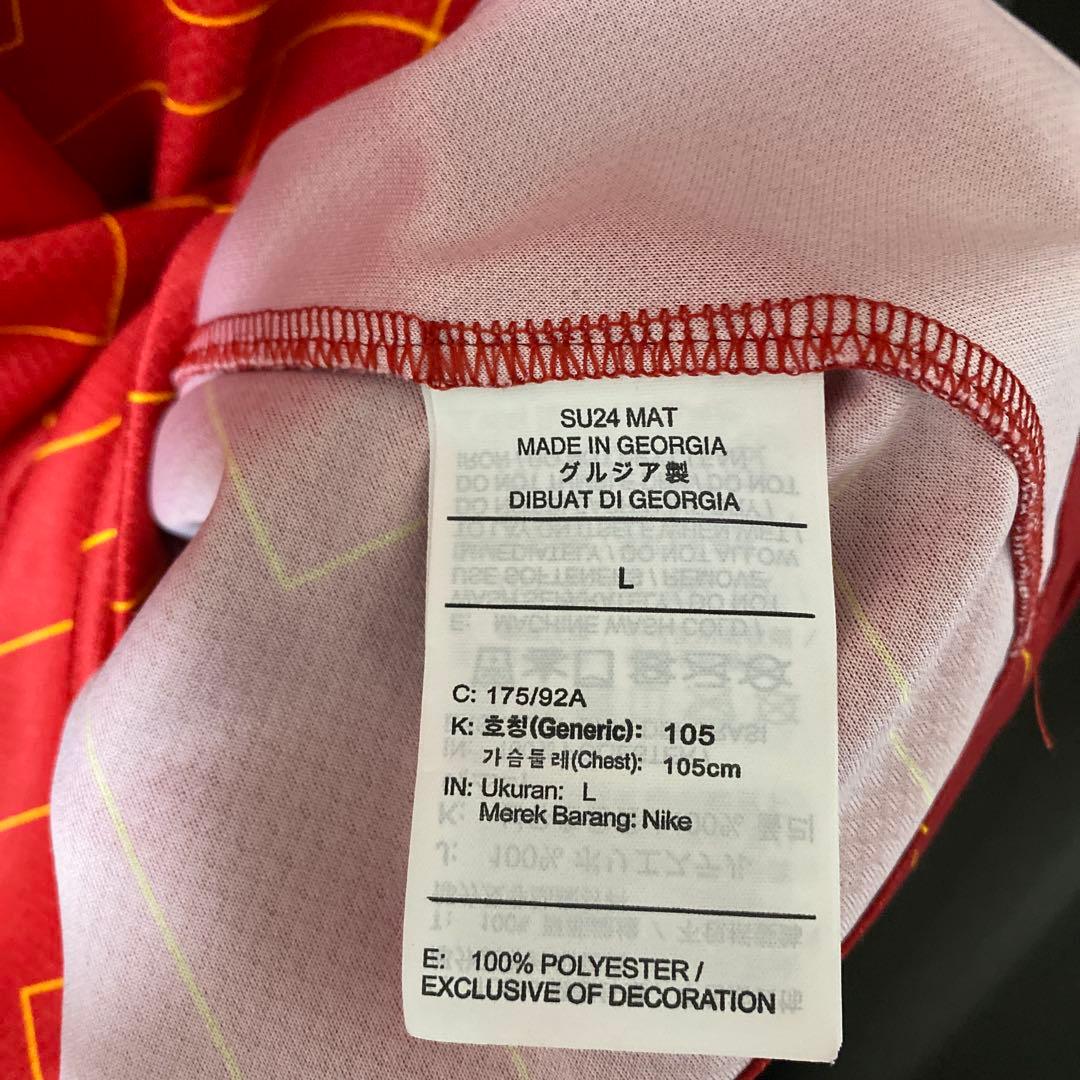 SU24 MAT
MADE IN GEORGIA
グルジア製
DIBUAT DI GEORGIA
L
C: 175/92A
K: 호칭(Generic): 105
가슴둘레(Chest): 105cm
IN: Ukuran: L
Merek Barang: Nike
E: 100% POLYESTER /
EXCLUSIVE OF DECORATION